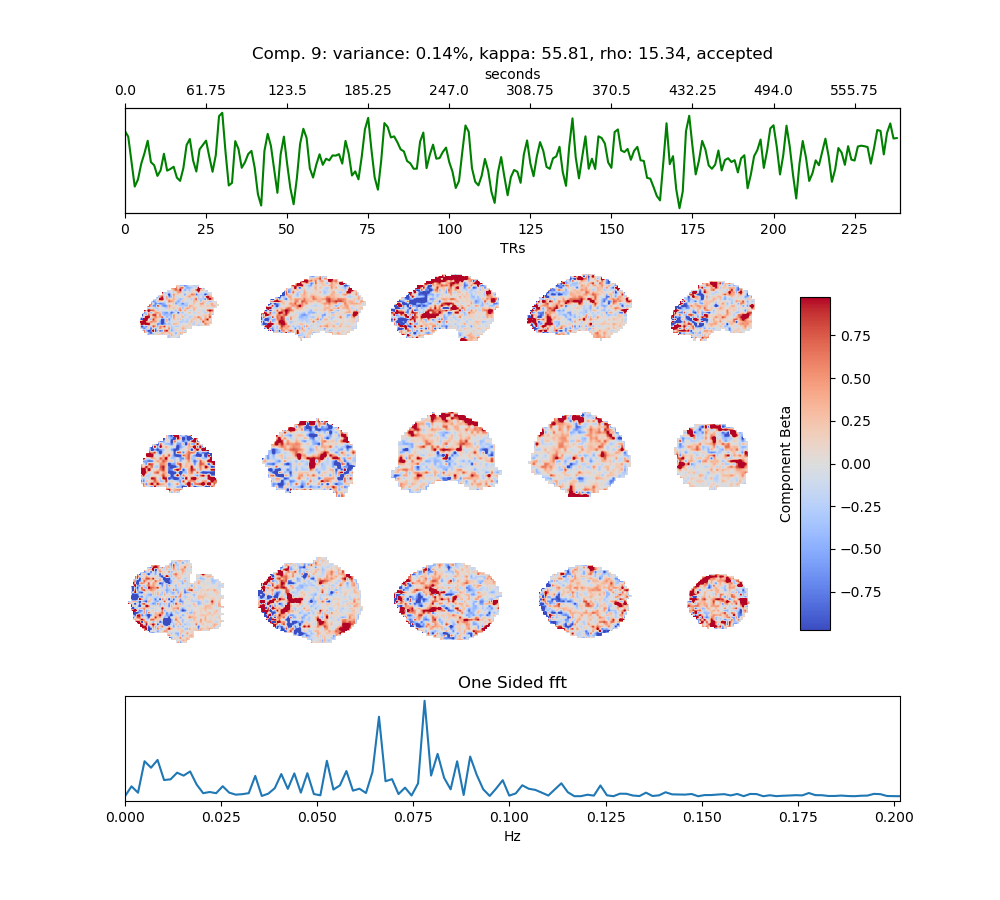 Comp. 9: variance: 0.14%, kappa: 55.81, rho: 15.34, accepted
seconds
0.0 61.75 123.5 185.25 247.0 308.75 370.5 432.25 494.0 555.75
0 25 50 75 100 125 150 175 200 225
TRs
0.75
0.50
0.25
0.00
−0.25
−0.50
−0.75
Component Beta
One Sided fft
0.000 0.025 0.050 0.075 0.100 0.125 0.150 0.175 0.200
Hz